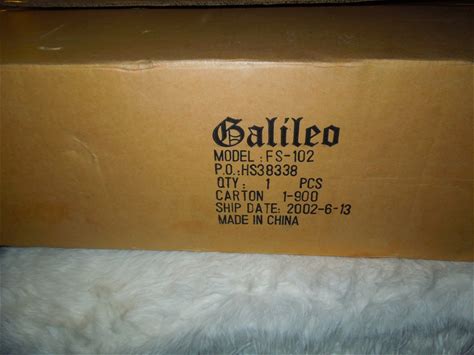 Galileo
MODEL : FS-102
P.O.:HS38338
QTY : 1 PCS
CARTON 1-900
SHIP DATE: 2002-6-13
MADE IN CHINA